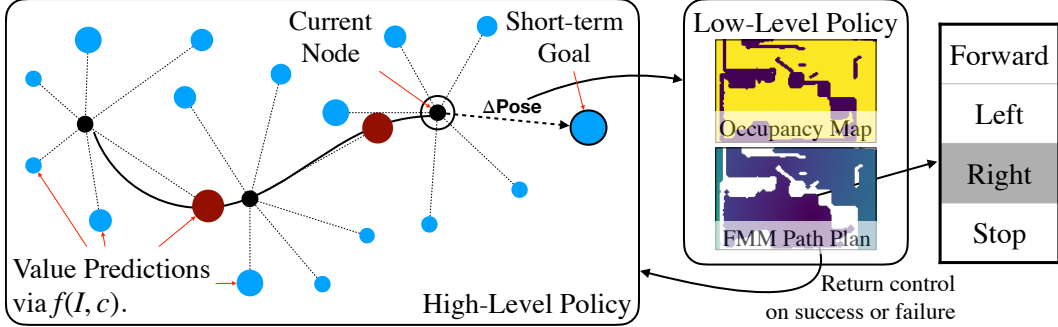 Current
Node
Short-term
Goal
ΔPose
Value Predictions
via f(I, c).
High-Level Policy
Low-Level Policy
Occupancy Map
FMM Path Plan
Return control
on success or failure
Forward
Left
Right
Stop